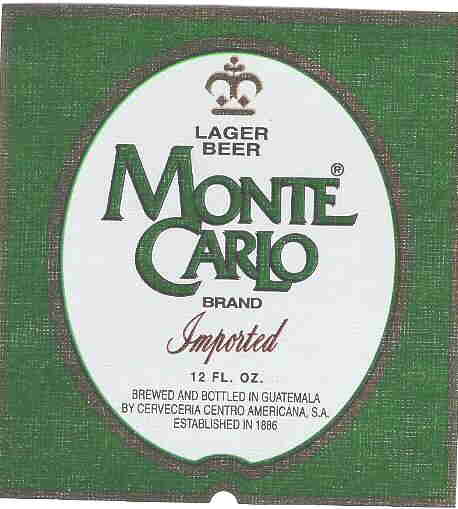 LAGER
BEER
MONTE®
CARLO
BRAND
Imported
12 FL. OZ.
BREWED AND BOTTLED IN GUATEMALA
BY CERVECERIA CENTRO AMERICANA, S.A.
ESTABLISHED IN 1886